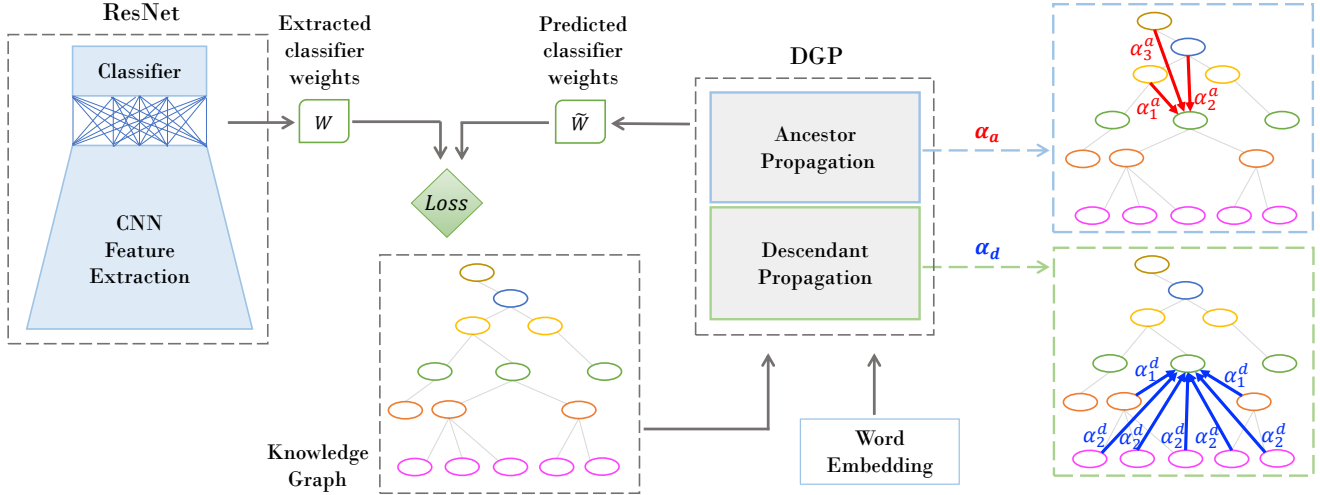 ResNet
Classifier
CNN
Feature
Extraction
Extracted
classifier
weights
W
Predicted
classifier
weights
W̃
Loss
DGP
Ancestor
Propagation
Descendant
Propagation
α_a
α_d
Knowledge
Graph
Word
Embedding
α_3^a
α_2^a
α_1^a
α_1^d
α_1^d
α_2^d
α_2^d
α_2^d
α_2^d
α_2^d